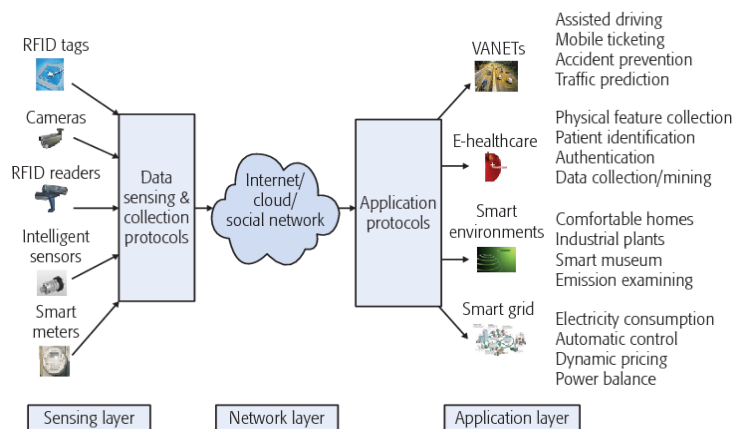 RFID tags
Cameras
RFID readers
Intelligent
sensors
Smart
meters
Data
sensing &
collection
protocols
Internet/
cloud/
social network
Application
protocols
VANETs
Assisted driving
Mobile ticketing
Accident prevention
Traffic prediction
E-healthcare
Physical feature collection
Patient identification
Authentication
Data collection/mining
Smart
environments
Comfortable homes
Industrial plants
Smart museum
Emission examining
Smart grid
Electricity consumption
Automatic control
Dynamic pricing
Power balance
Sensing layer
Network layer
Application layer